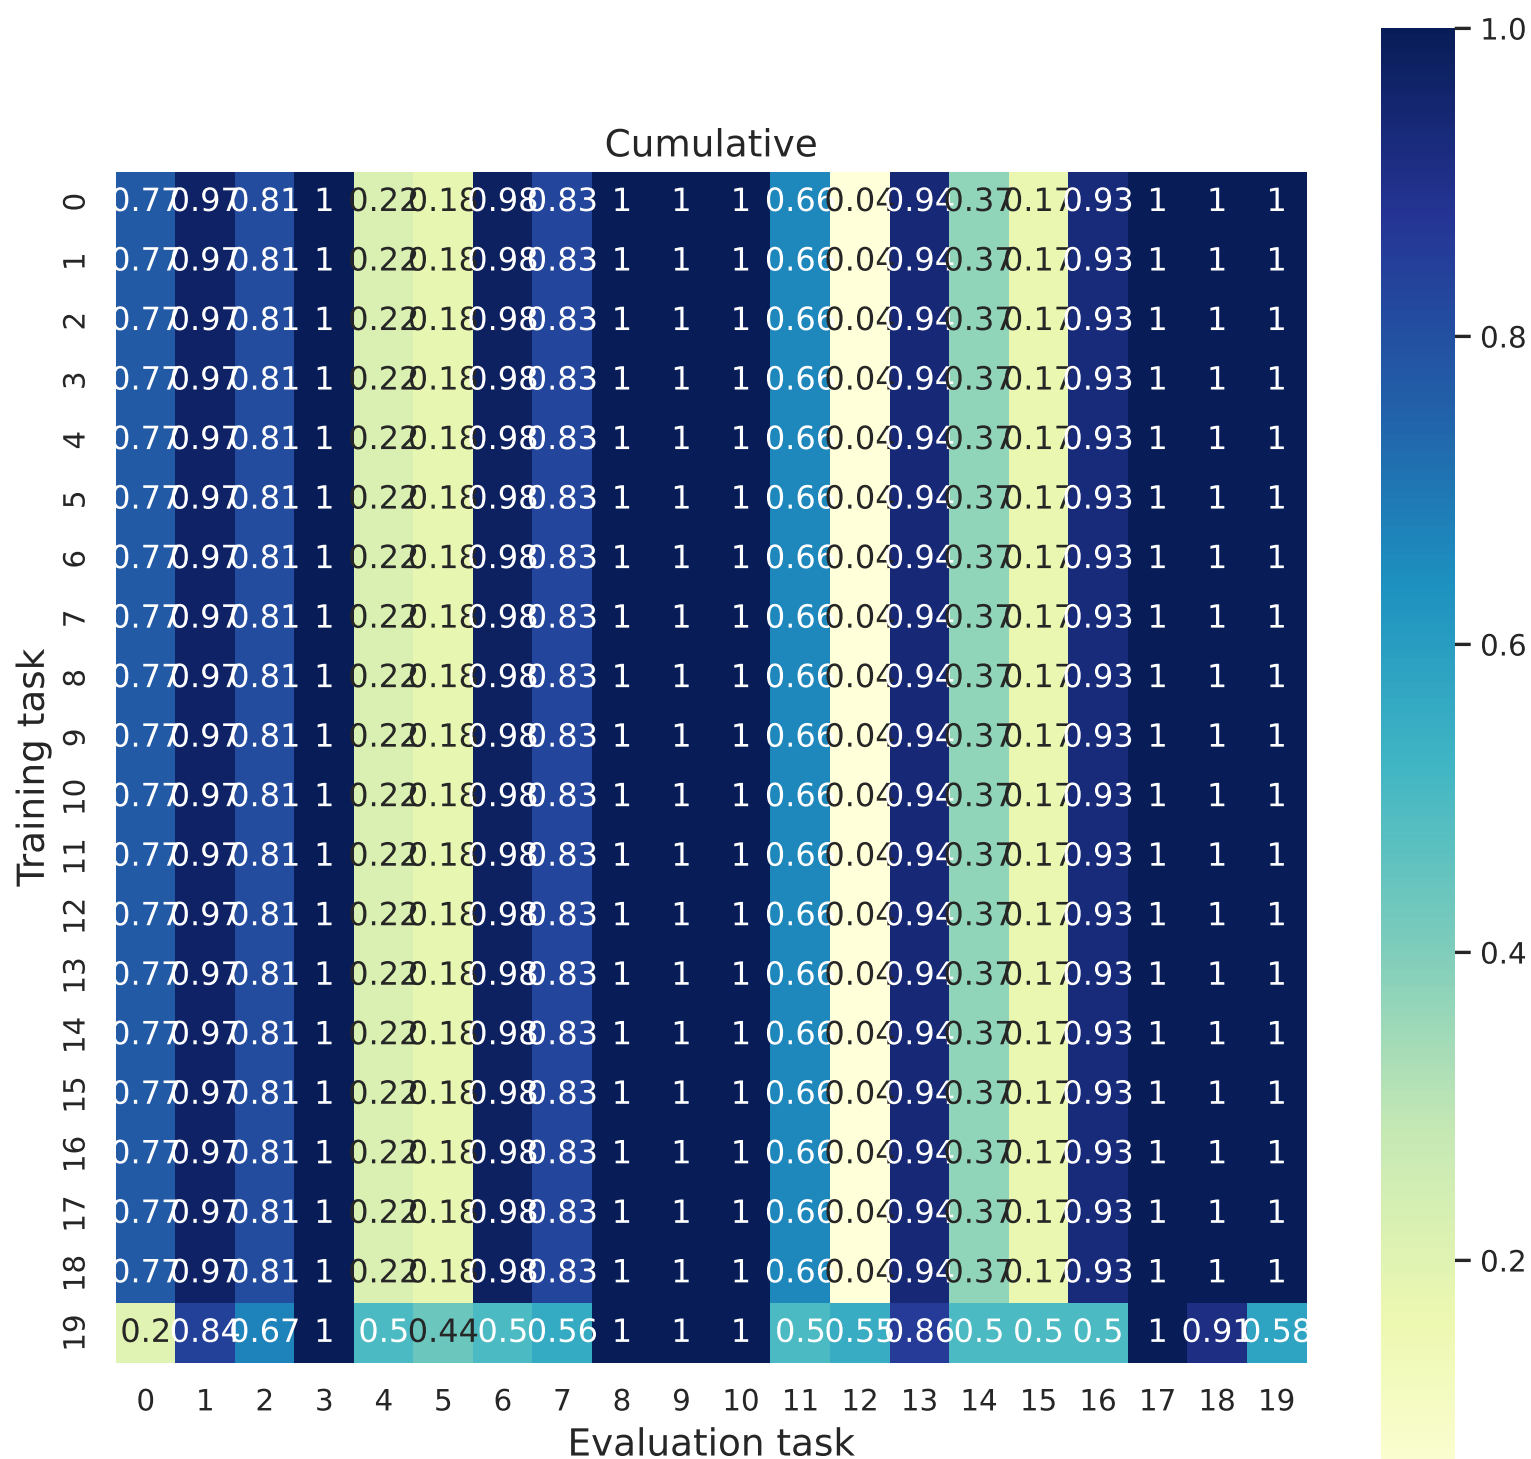 Cumulative
0 0.77 0.97 0.81 1 0.22 0.18 0.98 0.83 1 1 1 0.66 0.04 0.94 0.37 0.17 0.93 1 1 1
1 0.77 0.97 0.81 1 0.22 0.18 0.98 0.83 1 1 1 0.66 0.04 0.94 0.37 0.17 0.93 1 1 1
2 0.77 0.97 0.81 1 0.22 0.18 0.98 0.83 1 1 1 0.66 0.04 0.94 0.37 0.17 0.93 1 1 1
3 0.77 0.97 0.81 1 0.22 0.18 0.98 0.83 1 1 1 0.66 0.04 0.94 0.37 0.17 0.93 1 1 1
4 0.77 0.97 0.81 1 0.22 0.18 0.98 0.83 1 1 1 0.66 0.04 0.94 0.37 0.17 0.93 1 1 1
5 0.77 0.97 0.81 1 0.22 0.18 0.98 0.83 1 1 1 0.66 0.04 0.94 0.37 0.17 0.93 1 1 1
6 0.77 0.97 0.81 1 0.22 0.18 0.98 0.83 1 1 1 0.66 0.04 0.94 0.37 0.17 0.93 1 1 1
7 0.77 0.97 0.81 1 0.22 0.18 0.98 0.83 1 1 1 0.66 0.04 0.94 0.37 0.17 0.93 1 1 1
8 0.77 0.97 0.81 1 0.22 0.18 0.98 0.83 1 1 1 0.66 0.04 0.94 0.37 0.17 0.93 1 1 1
9 0.77 0.97 0.81 1 0.22 0.18 0.98 0.83 1 1 1 0.66 0.04 0.94 0.37 0.17 0.93 1 1 1
10 0.77 0.97 0.81 1 0.22 0.18 0.98 0.83 1 1 1 0.66 0.04 0.94 0.37 0.17 0.93 1 1 1
11 0.77 0.97 0.81 1 0.22 0.18 0.98 0.83 1 1 1 0.66 0.04 0.94 0.37 0.17 0.93 1 1 1
12 0.77 0.97 0.81 1 0.22 0.18 0.98 0.83 1 1 1 0.66 0.04 0.94 0.37 0.17 0.93 1 1 1
13 0.77 0.97 0.81 1 0.22 0.18 0.98 0.83 1 1 1 0.66 0.04 0.94 0.37 0.17 0.93 1 1 1
14 0.77 0.97 0.81 1 0.22 0.18 0.98 0.83 1 1 1 0.66 0.04 0.94 0.37 0.17 0.93 1 1 1
15 0.77 0.97 0.81 1 0.22 0.18 0.98 0.83 1 1 1 0.66 0.04 0.94 0.37 0.17 0.93 1 1 1
16 0.77 0.97 0.81 1 0.22 0.18 0.98 0.83 1 1 1 0.66 0.04 0.94 0.37 0.17 0.93 1 1 1
17 0.77 0.97 0.81 1 0.22 0.18 0.98 0.83 1 1 1 0.66 0.04 0.94 0.37 0.17 0.93 1 1 1
18 0.77 0.97 0.81 1 0.22 0.18 0.98 0.83 1 1 1 0.66 0.04 0.94 0.37 0.17 0.93 1 1 1
19 0.2 0.84 0.67 1 0.5 0.44 0.5 0.56 1 1 1 0.5 0.55 0.86 0.5 0.5 0.5 1 0.91 0.58
0 1 2 3 4 5 6 7 8 9 10 11 12 13 14 15 16 17 18 19
Evaluation task
Training task
1.0
0.8
0.6
0.4
0.2